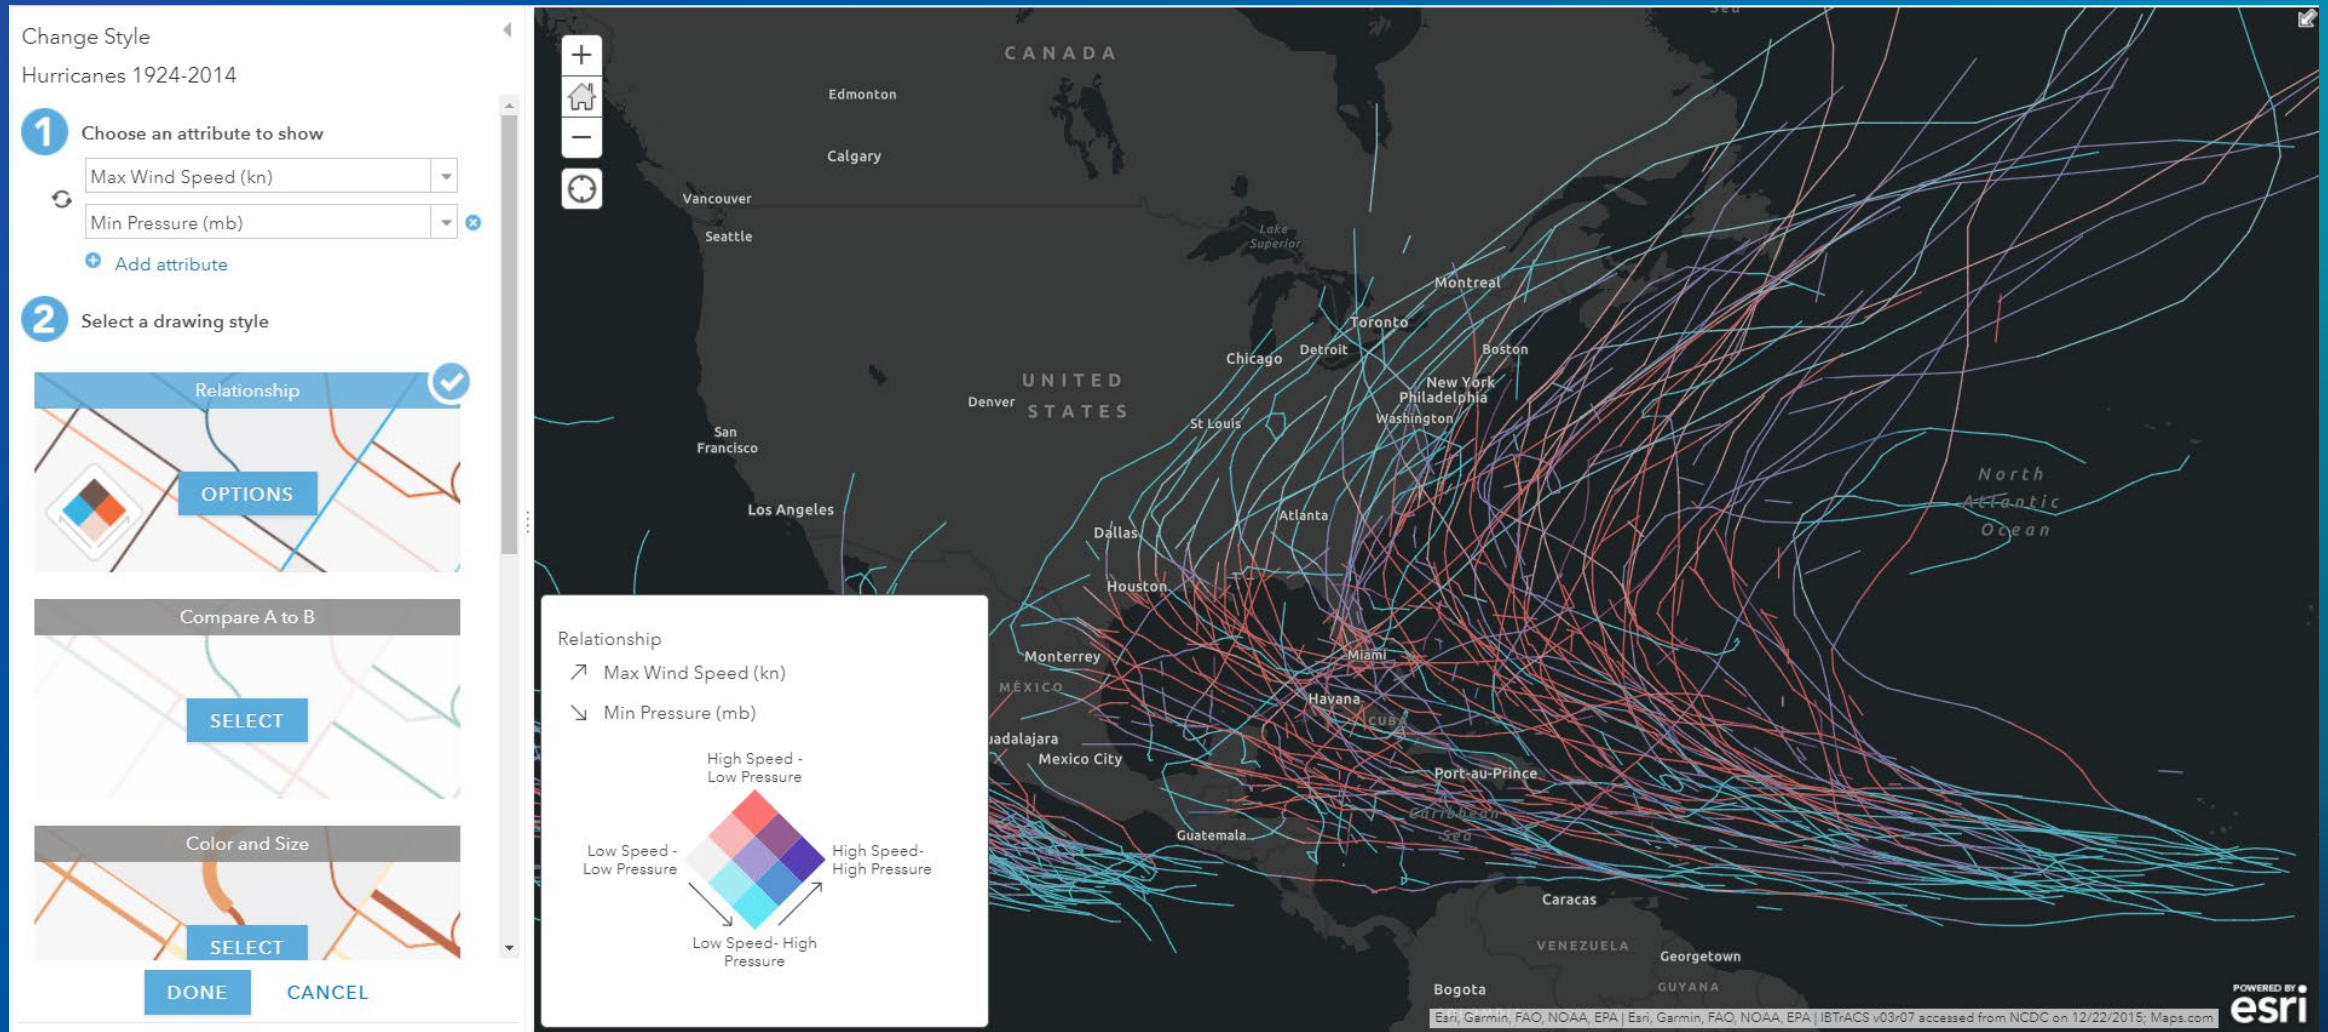 Change Style
Hurricanes 1924-2014
1
Choose an attribute to show
Max Wind Speed (kn)
Min Pressure (mb)
Add attribute
2
Select a drawing style
Relationship
OPTIONS
Compare A to B
SELECT
Color and Size
SELECT
DONE
CANCEL
CANADA
Edmonton
Calgary
Vancouver
Seattle
Lake
Superior
Montreal
Toronto
Chicago
Detroit
Boston
UNITED
STATES
New York
Philadelphia
Denver
Washington
St Louis
San
Francisco
North
Atlantic
Ocean
Los Angeles
Atlanta
Dallas
Houston
Monterrey
Miami
MÉXICO
Havana
CUBA
uadalajara
Mexico City
Port-au-Prince
Caribbean
Sea
Guatemala
Caracas
VENEZUELA
Georgetown
Bogota
GUYANA
Relationship
Max Wind Speed (kn)
Min Pressure (mb)
High Speed -
Low Pressure
Low Speed -
Low Pressure
High Speed-
High Pressure
Low Speed- High
Pressure
Esri, Garmin, FAO, NOAA, EPA | Esri, Garmin, FAO, NOAA, EPA | IBTrACS v03r07 accessed from NCDC on 12/22/2015; Maps.com
POWERED BY
esri